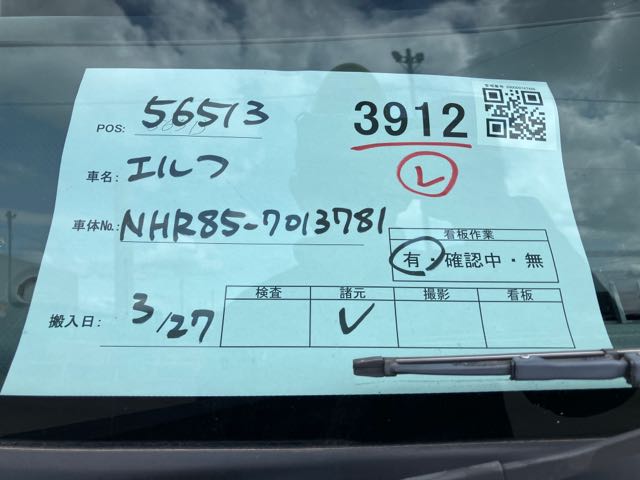 POS: 56513
3912
レ
車名: エルフ
車体No.: NHR85-7013781
看板作業
有・確認中・無
検査 諸元 撮影 看板
搬入日: 3/27
レ